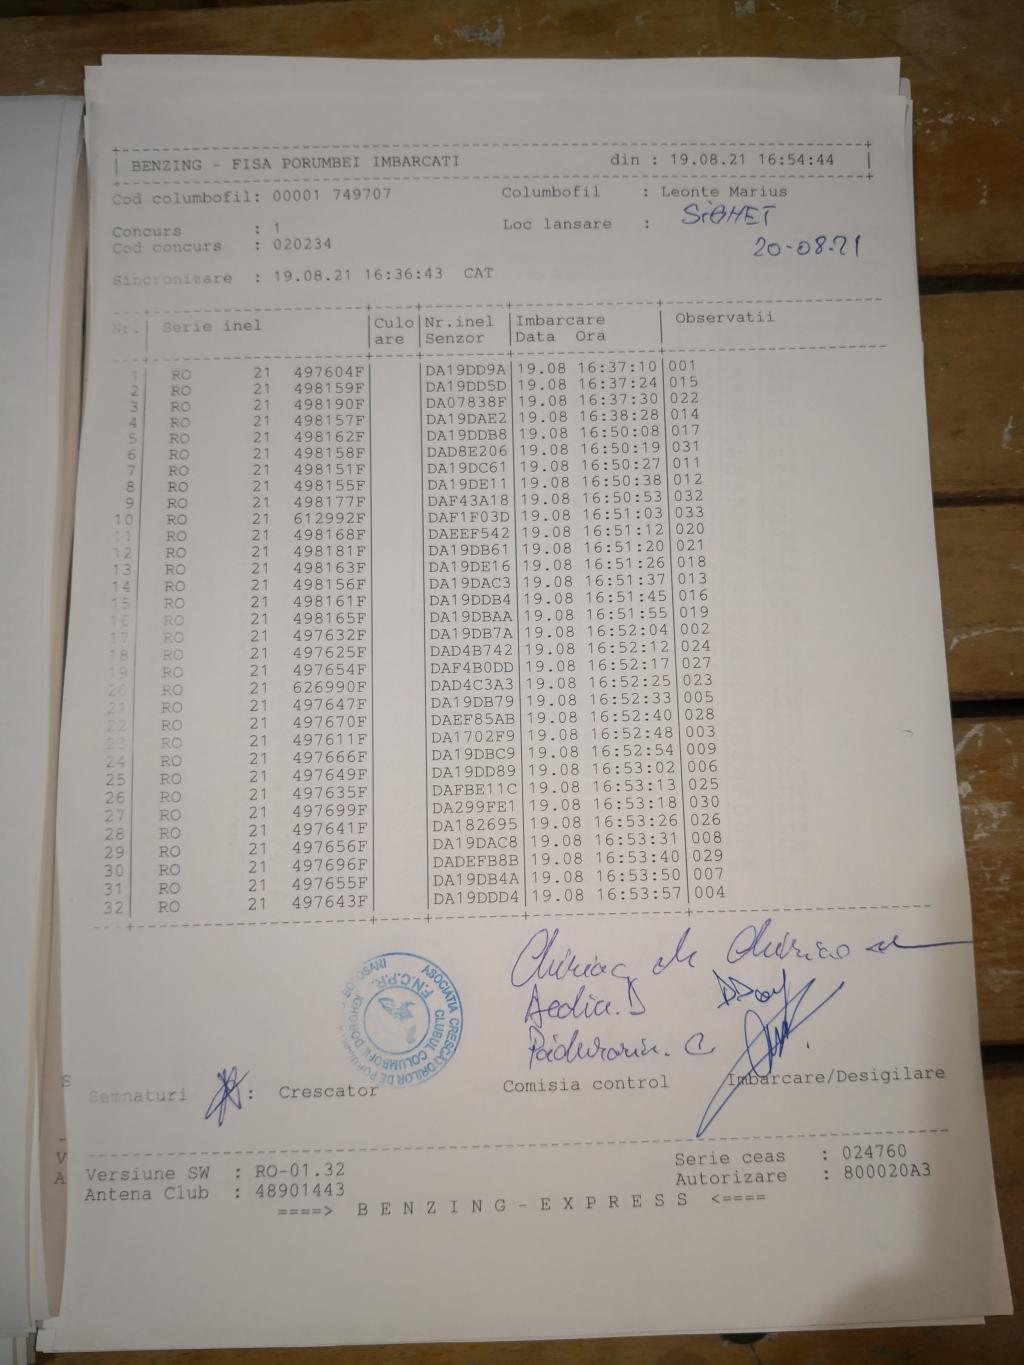 BENZING - FISA PORUMBEI IMBARCATI din : 19.08.21 16:54:44
Cod columbofil: 00001 749707 Columbofil : Leonte Marius
Concurs : 1 Loc lansare : SiGHET
Cod concurs : 020234 20-08-21
Sincronizare : 19.08.21 16:36:43 CAT
Nr. Serie inel Culo Nr.inel Imbarcare Observatii
are Senzor Data Ora
1 RO 21 497604F DA19DD9A 19.08 16:37:10 001
2 RO 21 498159F DA19DD5D 19.08 16:37:24 015
3 RO 21 498190F DA07838F 19.08 16:37:30 022
4 RO 21 498157F DA19DAE2 19.08 16:38:28 014
5 RO 21 498162F DA19DDB8 19.08 16:50:08 017
6 RO 21 498158F DAD8E206 19.08 16:50:19 031
7 RO 21 498151F DA19DC61 19.08 16:50:27 011
8 RO 21 498155F DA19DE11 19.08 16:50:38 012
9 RO 21 498177F DAF43A18 19.08 16:50:53 032
10 RO 21 612992F DAF1F03D 19.08 16:51:03 033
11 RO 21 498168F DAEEF542 19.08 16:51:12 020
12 RO 21 498181F DA19DB61 19.08 16:51:20 021
13 RO 21 498163F DA19DE16 19.08 16:51:26 018
14 RO 21 498156F DA19DAC3 19.08 16:51:37 013
15 RO 21 498161F DA19DDB4 19.08 16:51:45 016
16 RO 21 498165F DA19DBAA 19.08 16:51:55 019
17 RO 21 497632F DA19DB7A 19.08 16:52:04 002
18 RO 21 497625F DAD4B742 19.08 16:52:12 024
19 RO 21 497654F DAF4B0DD 19.08 16:52:17 027
20 RO 21 626990F DAD4C3A3 19.08 16:52:25 023
21 RO 21 497647F DA19DB79 19.08 16:52:33 005
22 RO 21 497670F DAEF85AB 19.08 16:52:40 028
23 RO 21 497611F DA1702F9 19.08 16:52:48 003
24 RO 21 497666F DA19DBC9 19.08 16:52:54 009
25 RO 21 497649F DA19DD89 19.08 16:53:02 006
26 RO 21 497635F DAFBE11C 19.08 16:53:13 025
27 RO 21 497699F DA299FE1 19.08 16:53:18 030
28 RO 21 497641F DA182695 19.08 16:53:26 026
29 RO 21 497656F DA19DAC8 19.08 16:53:31 008
30 RO 21 497696F DADEFB8B 19.08 16:53:40 029
31 RO 21 497655F DA19DB4A 19.08 16:53:50 007
32 RO 21 497643F DA19DDD4 19.08 16:53:57 004
ASOCIATIA CRESCATORILOR DE BOTOSANI
F.N.C.P.R.
CLUBUL COLUMBOFIL DOROHOI
Semnaturi : Crescator Comisia control Imbarcare/Desigilare
Versiune SW : RO-01.32 Serie ceas : 024760
Antena Club : 48901443 Autorizare : 800020A3
====> B E N Z I N G - E X P R E S S <====